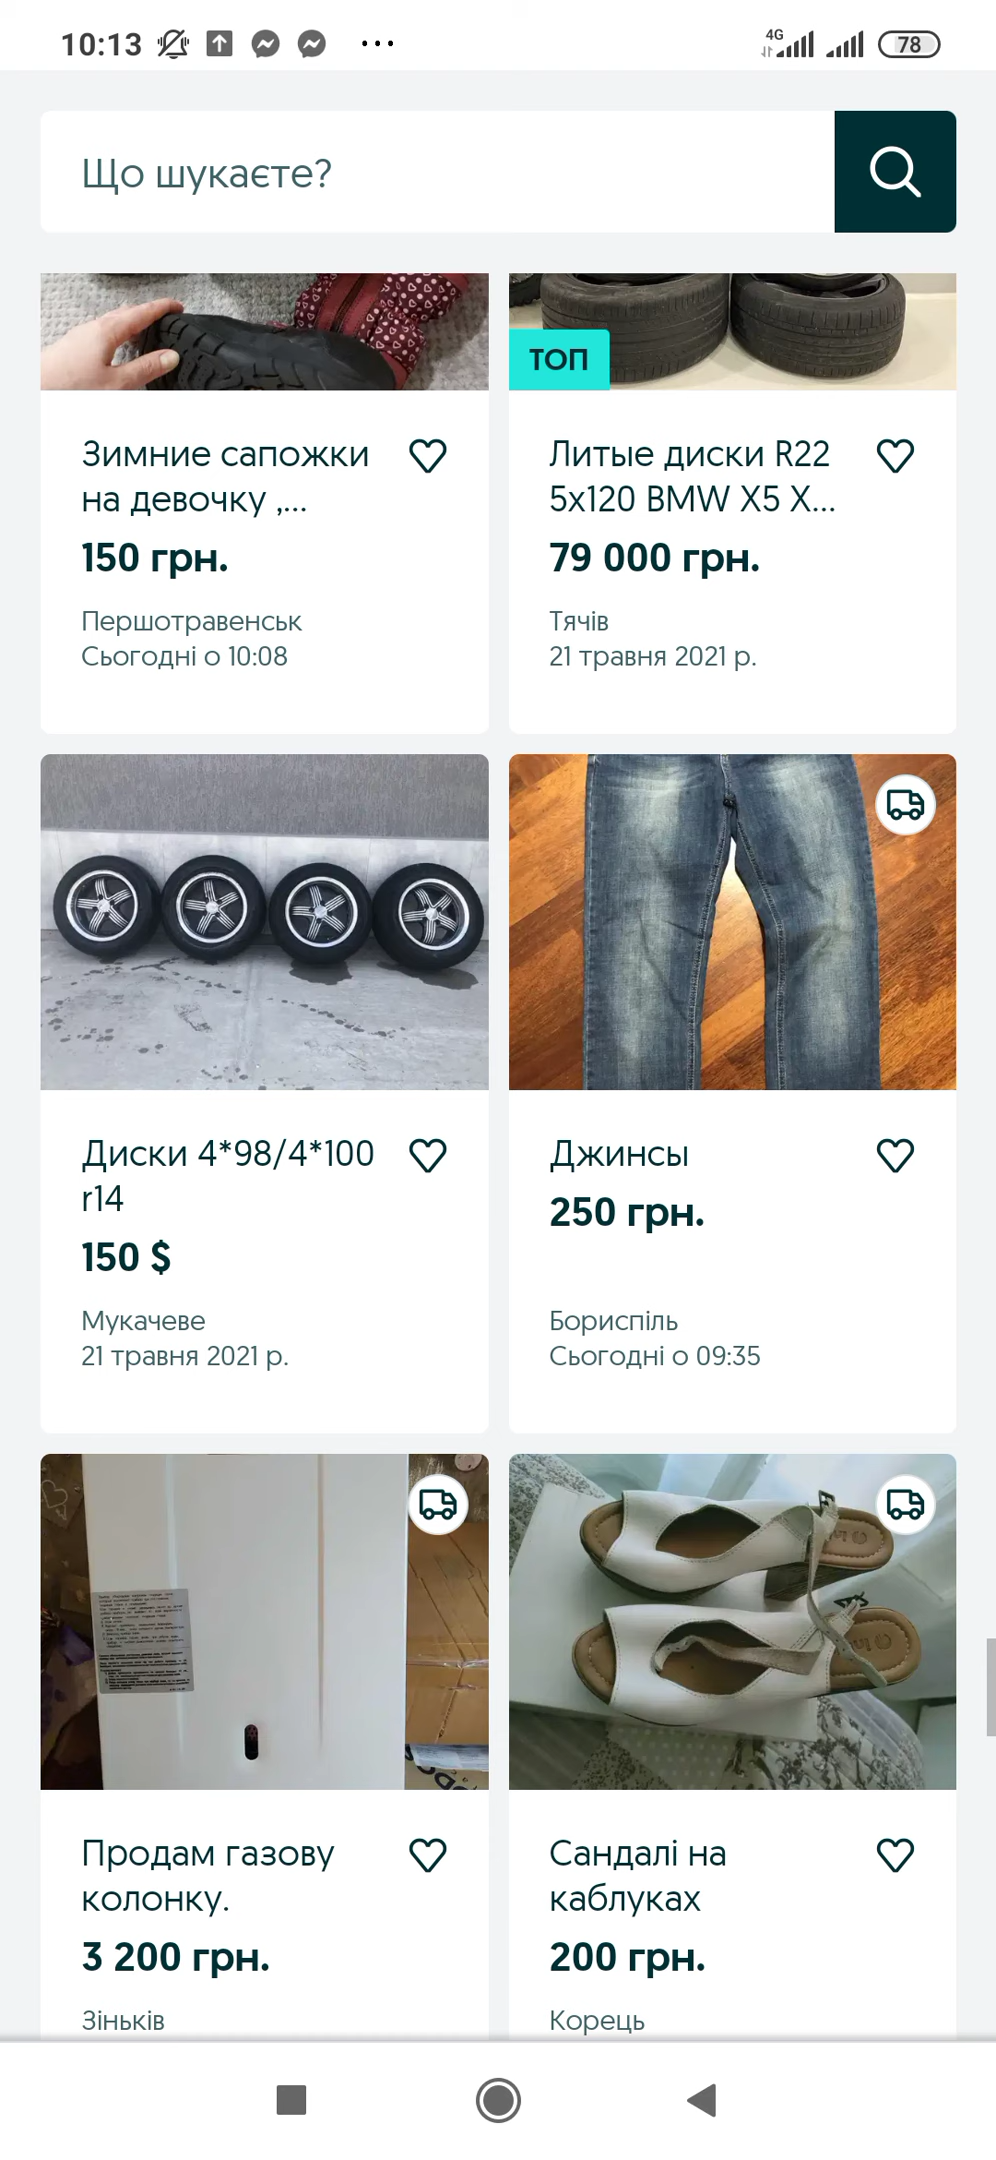 10:13
4G
78
Що шукаєте?
ТОП
Зимние сапожки
на девочку ,...
150 грн.
Першотравенськ
Сьогодні о 10:08
Литые диски R22
5х120 BMW X5 X...
79 000 грн.
Тячів
21 травня 2021 р.
Диски 4*98/4*100
r14
150 $
Мукачеве
21 травня 2021 р.
Джинсы
250 грн.
Бориспіль
Сьогодні о 09:35
Продам газову
колонку.
3 200 грн.
Зіньків
Сандалі на
каблуках
200 грн.
Корець